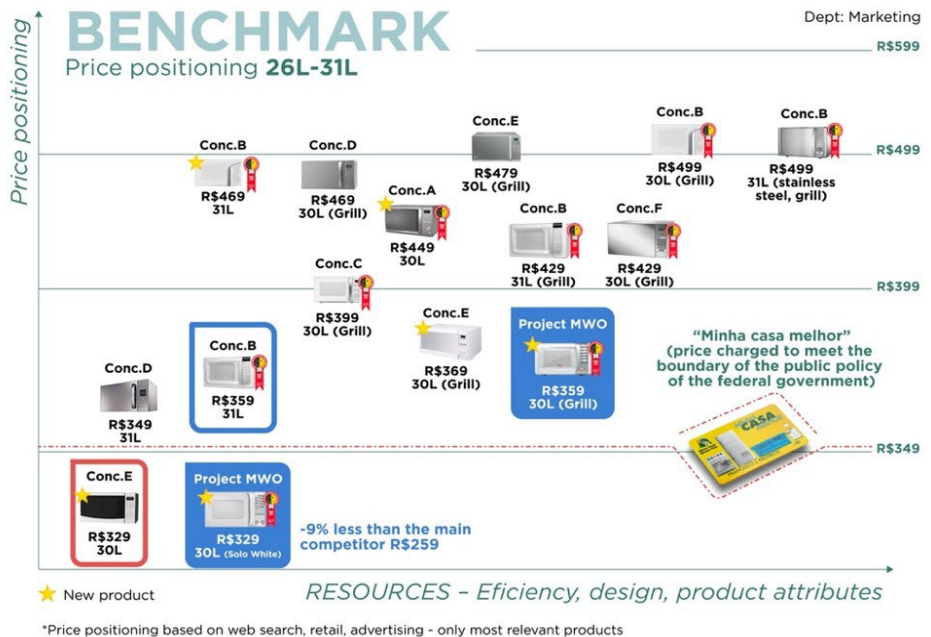 Dept: Marketing
BENCHMARK
Price positioning 26L-31L
Price positioning
R$599
R$499
R$399
R$349
Conc.B
R$469
31L
Conc.D
R$469
30L (Grill)
Conc.A
R$449
30L
Conc.E
R$479
30L (Grill)
Conc.B
R$499
30L (Grill)
Conc.B
R$499
31L (stainless
steel, grill)
Conc.B
R$429
31L (Grill)
Conc.F
R$429
30L (Grill)
Conc.C
R$399
30L (Grill)
Conc.E
R$369
30L (Grill)
Project MWO
R$359
30L (Grill)
Conc.D
R$349
31L
Conc.B
R$359
31L
“Minha casa melhor”
(price charged to meet the
boundary of the public policy
of the federal government)
CASA
Conc.E
R$329
30L
Project MWO
R$329
30L (Solo White)
-9% less than the main
competitor R$259
New product
RESOURCES – Eficiency, design, product attributes
*Price positioning based on web search, retail, advertising - only most relevant products